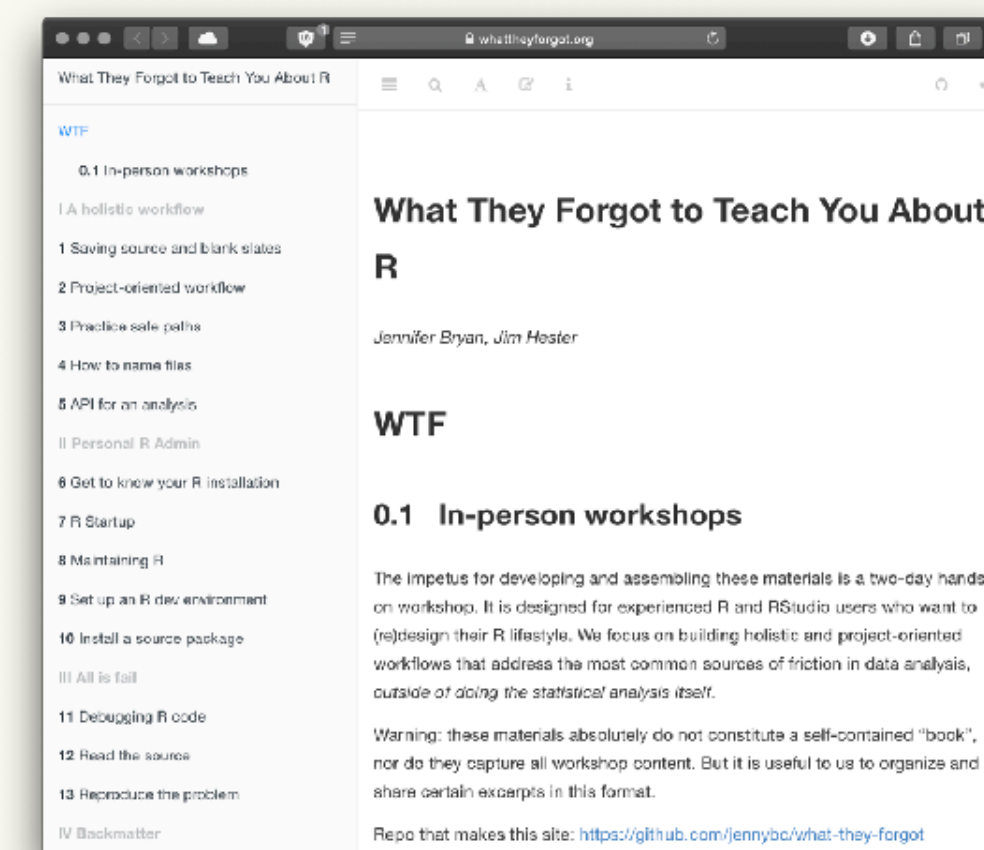 1
whattheyforgot.org
What They Forgot to Teach You About R
WTF
0.1 In-person workshops
I A holistic workflow
1 Saving source and blank slates
2 Project-oriented workflow
3 Practice safe paths
4 How to name files
5 API for an analysis
II Personal R Admin
6 Get to know your R installation
7 R Startup
8 Maintaining R
9 Set up an R dev environment
10 Install a source package
III All is fail
11 Debugging R code
12 Read the source
13 Reproduce the problem
IV Backmatter
What They Forgot to Teach You About
R
Jennifer Bryan, Jim Hester
WTF
0.1 In-person workshops
The impetus for developing and assembling these materials is a two-day hands
on workshop. It is designed for experienced R and RStudio users who want to
(re)design their R lifestyle. We focus on building holistic and project-oriented
workflows that address the most common sources of friction in data analysis,
outside of doing the statistical analysis itself.
Warning: these materials absolutely do not constitute a self-contained “book”,
nor do they capture all workshop content. But it is useful to us to organize and
share certain excerpts in this format.
Repo that makes this site: https://github.com/jennybc/what-they-forgot